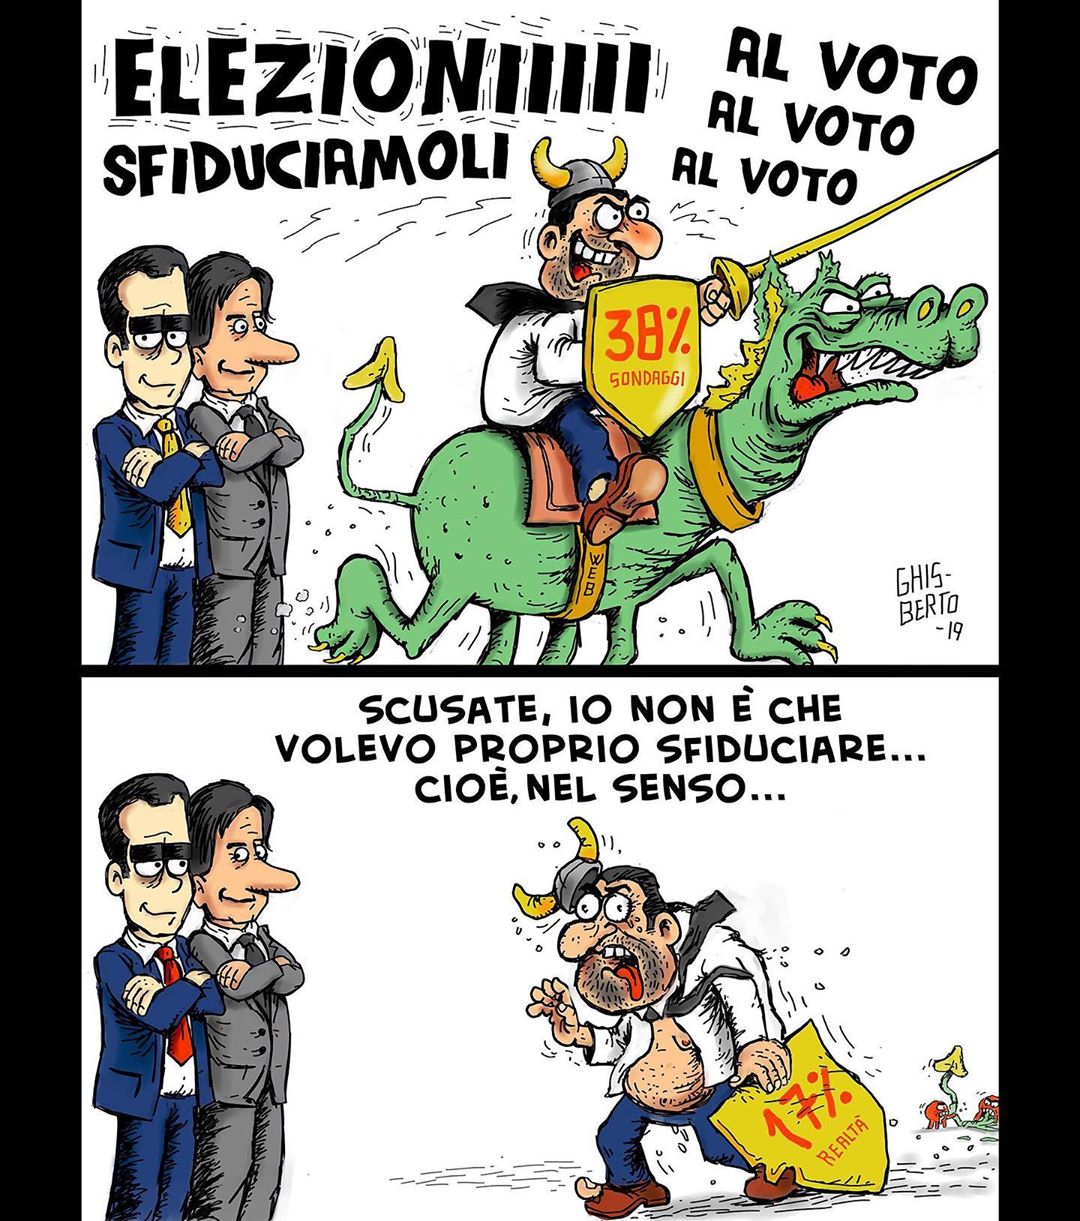 ELEZIONIIIII
SFIDUCIAMOLI
AL VOTO
AL VOTO
AL VOTO
38%
SONDAGGI
WEB
GHIS-
BERTO
-19
SCUSATE, IO NON È CHE
VOLEVO PROPRIO SFIDUCIARE...
CIOÈ, NEL SENSO...
17%
REALTÀ